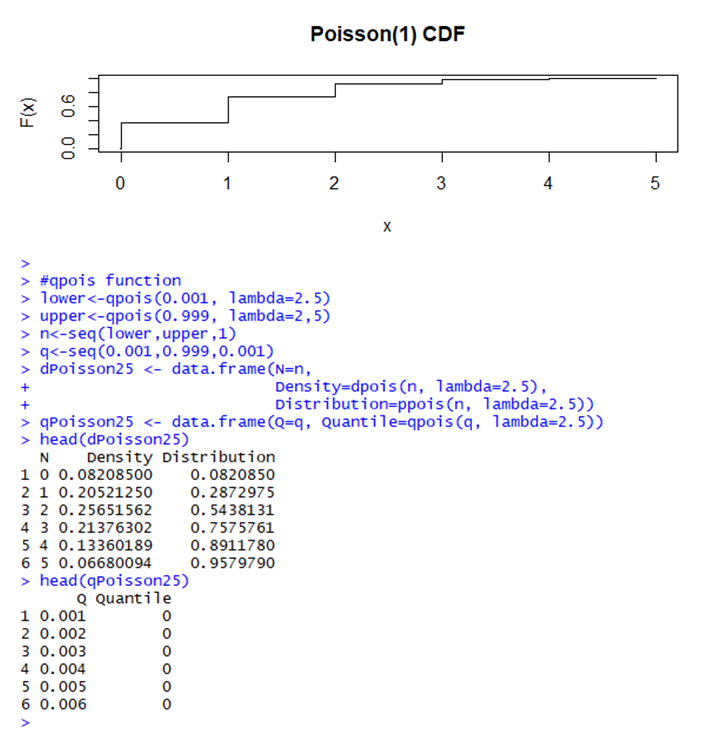 Poisson(1) CDF
F(x)
0.6
0.0
0 1 2 3 4 5
x
>
> #qpois function
> lower<-qpois(0.001, lambda=2.5)
> upper<-qpois(0.999, lambda=2,5)
> n<-seq(lower,upper,1)
> q<-seq(0.001,0.999,0.001)
> dPoisson25 <- data.frame(N=n,
+                          Density=dpois(n, lambda=2.5),
+                          Distribution=ppois(n, lambda=2.5))
> qPoisson25 <- data.frame(Q=q, Quantile=qpois(q, lambda=2.5))
> head(dPoisson25)
  N    Density Distribution
1 0 0.08208500    0.0820850
2 1 0.20521250    0.2872975
3 2 0.25651562    0.5438131
4 3 0.21376302    0.7575761
5 4 0.13360189    0.8911780
6 5 0.06680094    0.9579790
> head(qPoisson25)
      Q Quantile
1 0.001        0
2 0.002        0
3 0.003        0
4 0.004        0
5 0.005        0
6 0.006        0
>